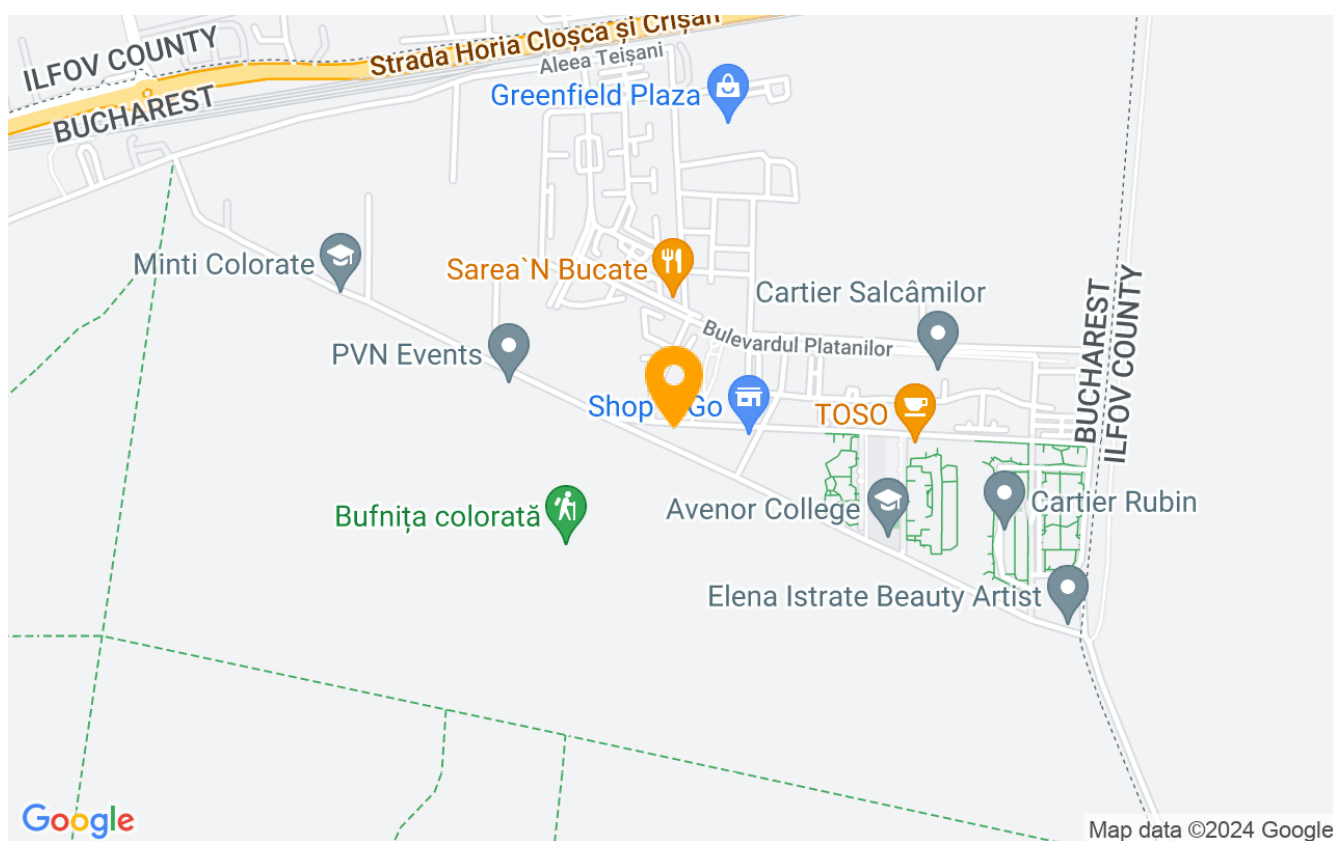 ILFOV COUNTY
BUCHAREST
Strada Horia Cloșca și Crișan
Aleea Teișani
Greenfield Plaza
Minti Colorate
Sarea`N Bucate
Cartier Salcâmilor
BUCHAREST
ILFOV COUNTY
PVN Events
Bulevardul Platanilor
Shop
Go
TOSO
Bufnița colorată
Avenor College
Cartier Rubin
Elena Istrate Beauty Artist
Google
Map data ©2024 Google